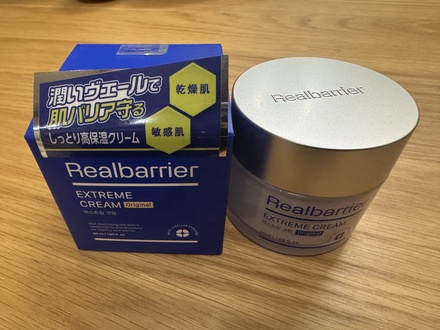 潤いヴェールで
肌バリア守る
しっとり高保湿クリーム
乾燥肌
敏感肌
Realbarrier
EXTREME
CREAM Original
Realbarrier
Realbarrier
EXTREME CREAM
Original